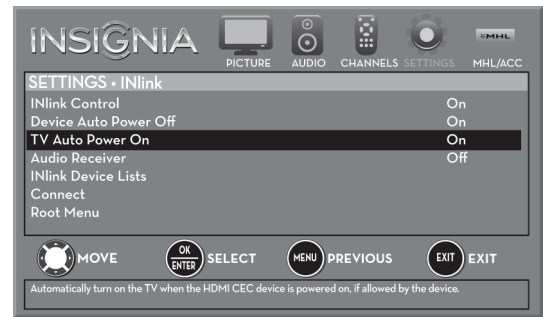 INSIGNIA
PICTURE AUDIO CHANNELS SETTINGS MHL/ACC
MHL
SETTINGS • INlink
INlink Control On
Device Auto Power Off On
TV Auto Power On On
Audio Receiver Off
INlink Device Lists
Connect
Root Menu
MOVE OK ENTER SELECT MENU PREVIOUS EXIT EXIT
Automatically turn on the TV when the HDMI CEC device is powered on, if allowed by the device.